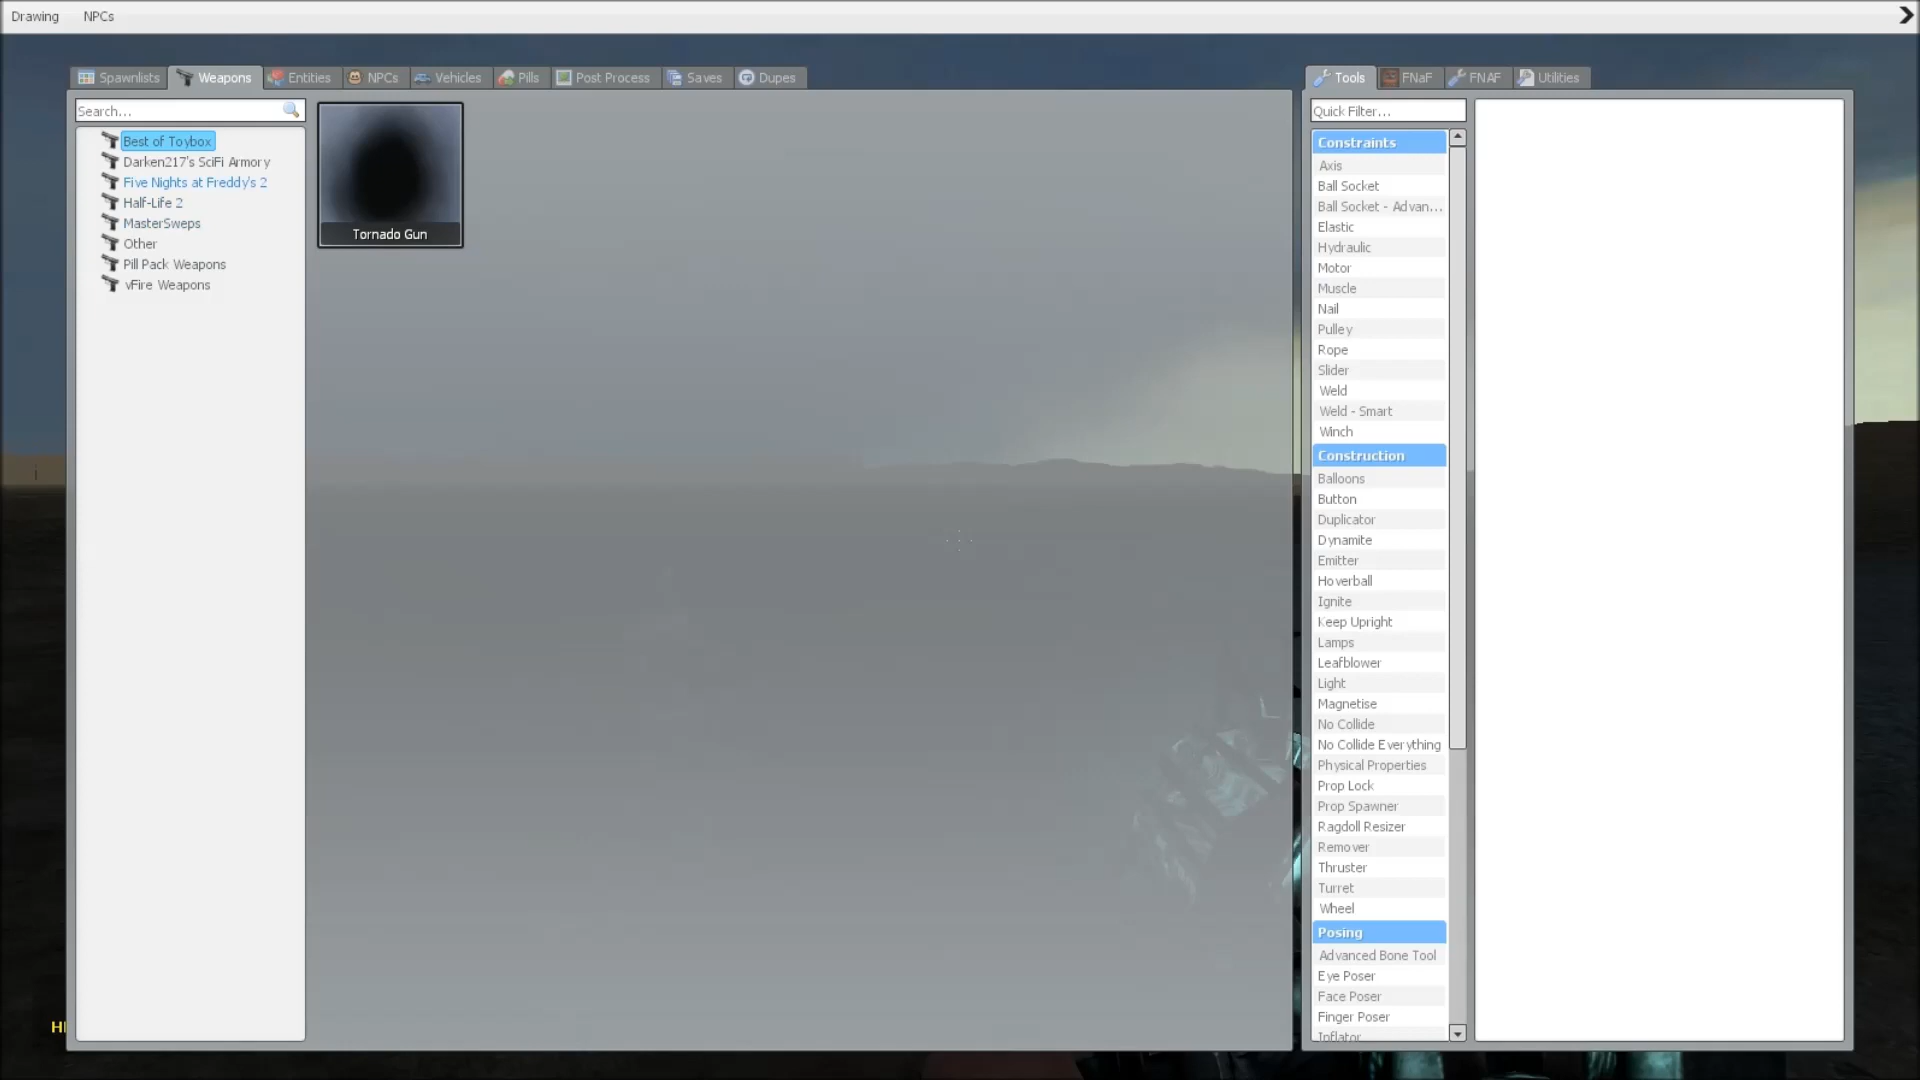 Drawing NPCs
Spawnlists Weapons Entities NPCs Vehicles Pills Post Process Saves Dupes
Search...
Best of Toybox
Darken217's SciFi Armory
Five Nights at Freddy's 2
Half-Life 2
MasterSweps
Other
Pill Pack Weapons
vFire Weapons
Tornado Gun
Tools FNaF FNAF Utilities
Quick Filter...
Constraints
Axis
Ball Socket
Ball Socket - Advan...
Elastic
Hydraulic
Motor
Muscle
Nail
Pulley
Rope
Slider
Weld
Weld - Smart
Winch
Construction
Balloons
Button
Duplicator
Dynamite
Emitter
Hoverball
Ignite
Keep Upright
Lamps
Leafblower
Light
Magnetise
No Collide
No Collide Everything
Physical Properties
Prop Lock
Prop Spawner
Ragdoll Resizer
Remover
Thruster
Turret
Wheel
Posing
Advanced Bone Tool
Eye Poser
Face Poser
Finger Poser
Inflator